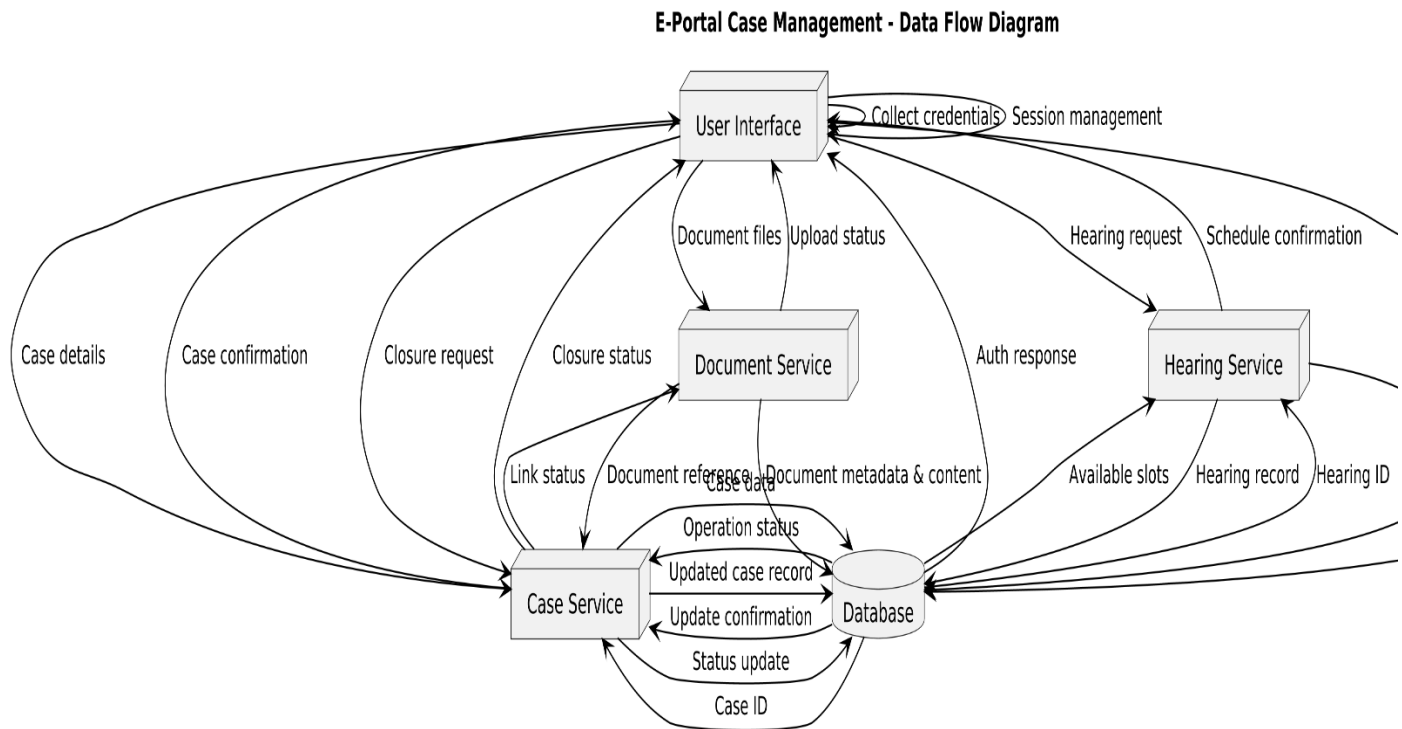 E-Portal Case Management - Data Flow Diagram
User Interface
Collect credentials
Session management
Document files
Upload status
Hearing request
Schedule confirmation
Case details
Case confirmation
Closure request
Closure status
Document Service
Auth response
Hearing Service
Link status
Document reference
Document metadata & content
Available slots
Hearing record
Hearing ID
Case data
Operation status
Updated case record
Case Service
Database
Update confirmation
Status update
Case ID